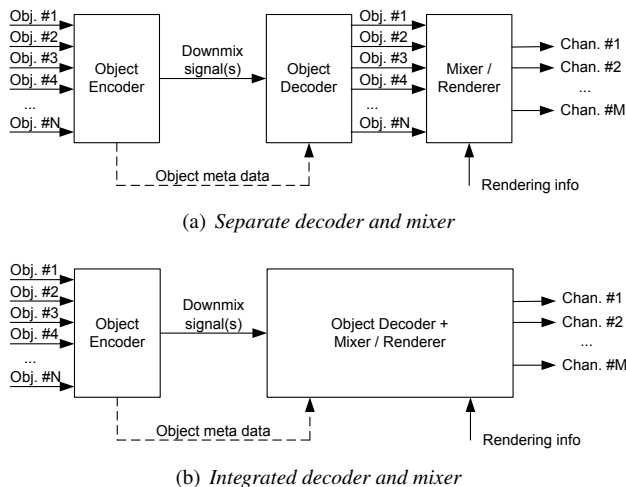 Obj. #1
Obj. #2
Obj. #3
Obj. #4
...
Obj. #N
Object
Encoder
Downmix
signal(s)
Object
Decoder
Obj. #1
Obj. #2
Obj. #3
Obj. #4
...
Obj. #N
Mixer /
Renderer
Chan. #1
Chan. #2
...
Chan. #M
Object meta data
Rendering info
(a) Separate decoder and mixer
Obj. #1
Obj. #2
Obj. #3
Obj. #4
...
Obj. #N
Object
Encoder
Downmix
signal(s)
Object Decoder +
Mixer / Renderer
Chan. #1
Chan. #2
...
Chan. #M
Object meta data
Rendering info
(b) Integrated decoder and mixer